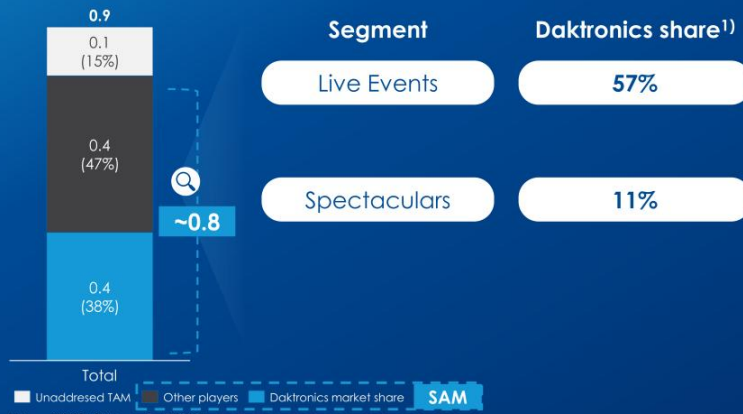 0.9
0.1
(15%)
0.4
(47%)
~0.8
0.4
(38%)
Total
Unaddresed TAM
Other players
Daktronics market share
SAM
Segment
Daktronics share1)
Live Events
57%
Spectaculars
11%